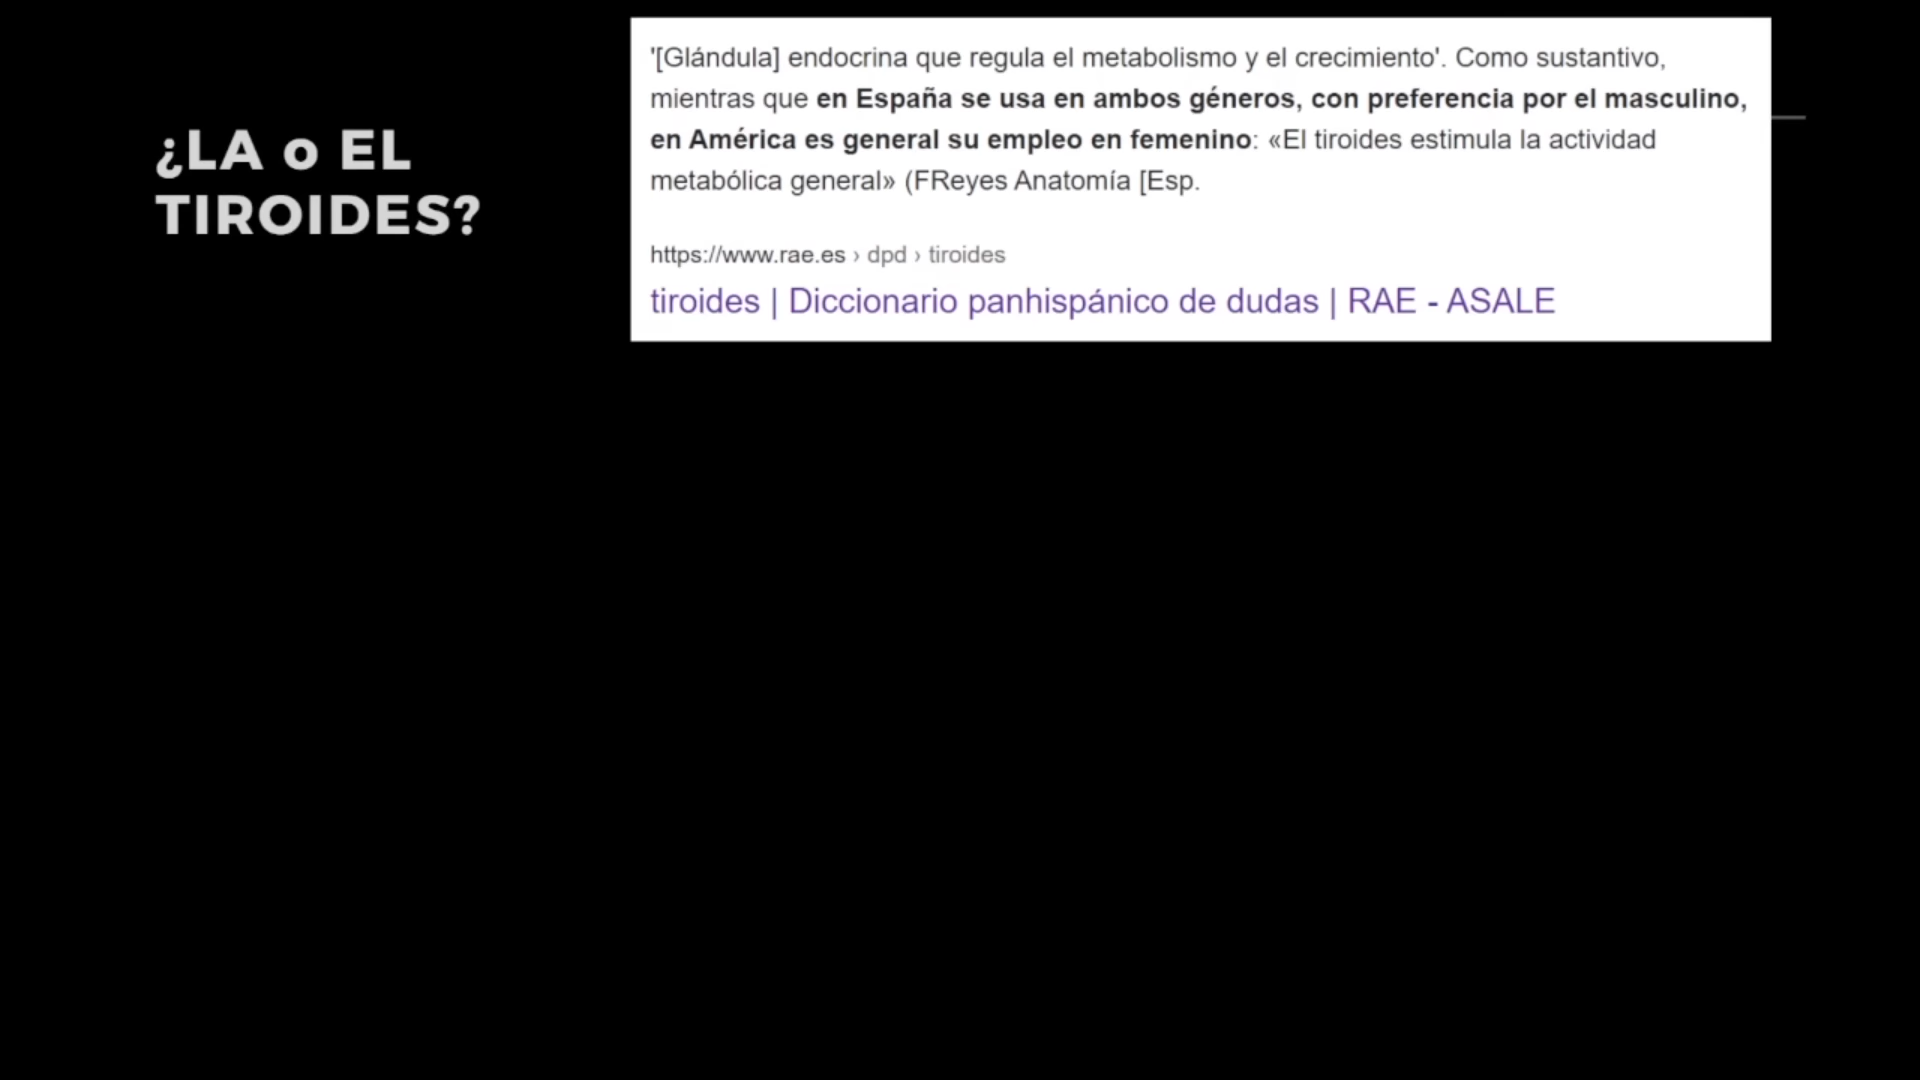 ¿LA o EL
TIROIDES?
'[Glándula] endocrina que regula el metabolismo y el crecimiento'. Como sustantivo,
mientras que en España se usa en ambos géneros, con preferencia por el masculino,
en América es general su empleo en femenino: «El tiroides estimula la actividad
metabólica general» (FReyes Anatomía [Esp.
https://www.rae.es › dpd › tiroides
tiroides | Diccionario panhispánico de dudas | RAE - ASALE